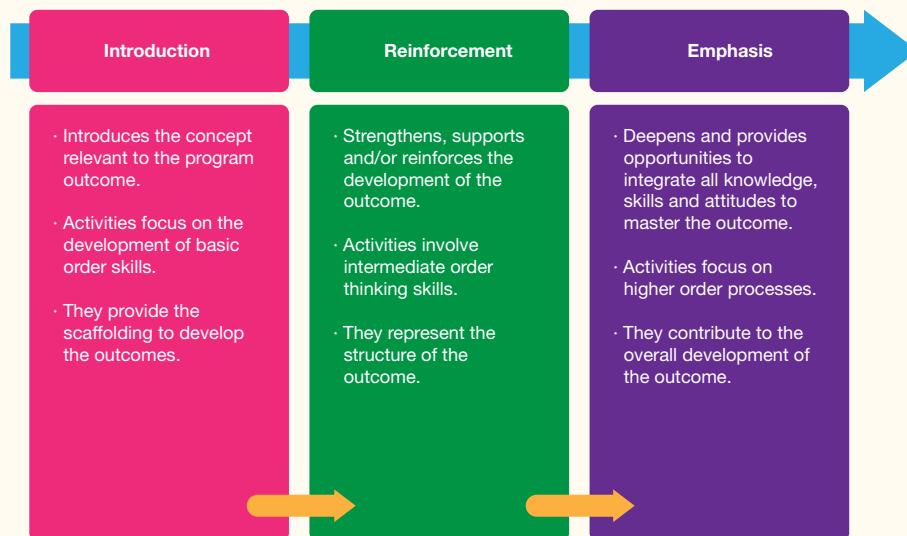 Introduction
Reinforcement
Emphasis
· Introduces the concept
relevant to the program
outcome.
· Activities focus on the
development of basic
order skills.
· They provide the
scaffolding to develop
the outcomes.
· Strengthens, supports
and/or reinforces the
development of the
outcome.
· Activities involve
intermediate order
thinking skills.
· They represent the
structure of the
outcome.
· Deepens and provides
opportunities to
integrate all knowledge,
skills and attitudes to
master the outcome.
· Activities focus on
higher order processes.
· They contribute to the
overall development of
the outcome.